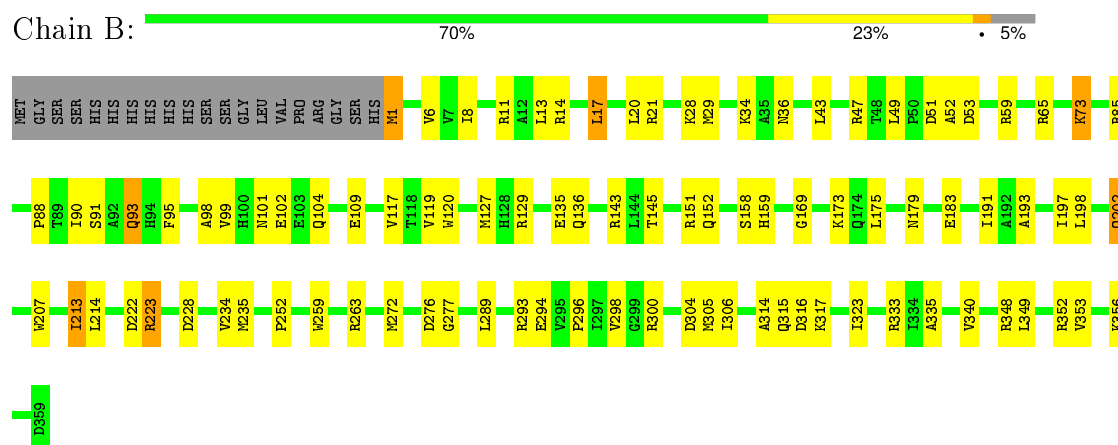 Chain B:
70% 23% • 5%
MET GLY SER SER HIS HIS HIS HIS HIS HIS SER SER GLY LEU VAL PRO ARG GLY SER HIS M1 V6 V7 I8 R11 A12 L13 R14 L17 L20 R21 K28 M29 K34 A35 N36 L43 R47 T48 L49 P50 D51 A52 D53 R59 R65 K73
P88 T89 I90 S91 A92 Q93 H94 F95 A98 V99 H100 N101 E102 E103 Q104 E109 V117 T118 V119 W120 M127 H128 R129 E135 Q136 R143 L144 T145 R151 Q152 S158 H159 G169 K173 Q174 L175 N179 E183 I191 A192 A193 I197 L198
W207 I213 L214 D222 R223 D228 V234 M235 P252 W259 R263 M272 D276 G277 L289 R293 E294 V295 P296 I297 V298 G299 R300 D304 M305 I306 A314 Q315 D316 K317 I323 R333 I334 A335 V340 R348 L349 R352 V353
D359